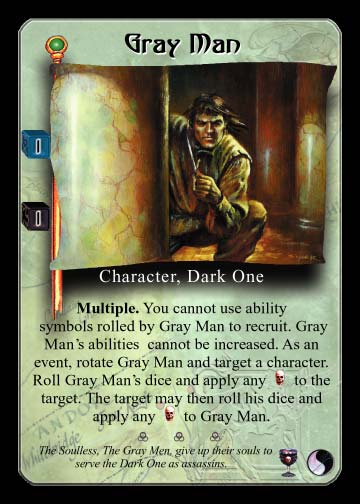 Gray Man
0
0
Character, Dark One
Multiple. You cannot use ability
symbols rolled by Gray Man to recruit. Gray
Man's abilities cannot be increased. As an
event, rotate Gray Man and target a character.
Roll Gray Man's dice and apply any to the
target. The target may then roll his dice and
apply any to Gray Man.
The Soulless, The Gray Men, give up their souls to
serve the Dark One as assassins.